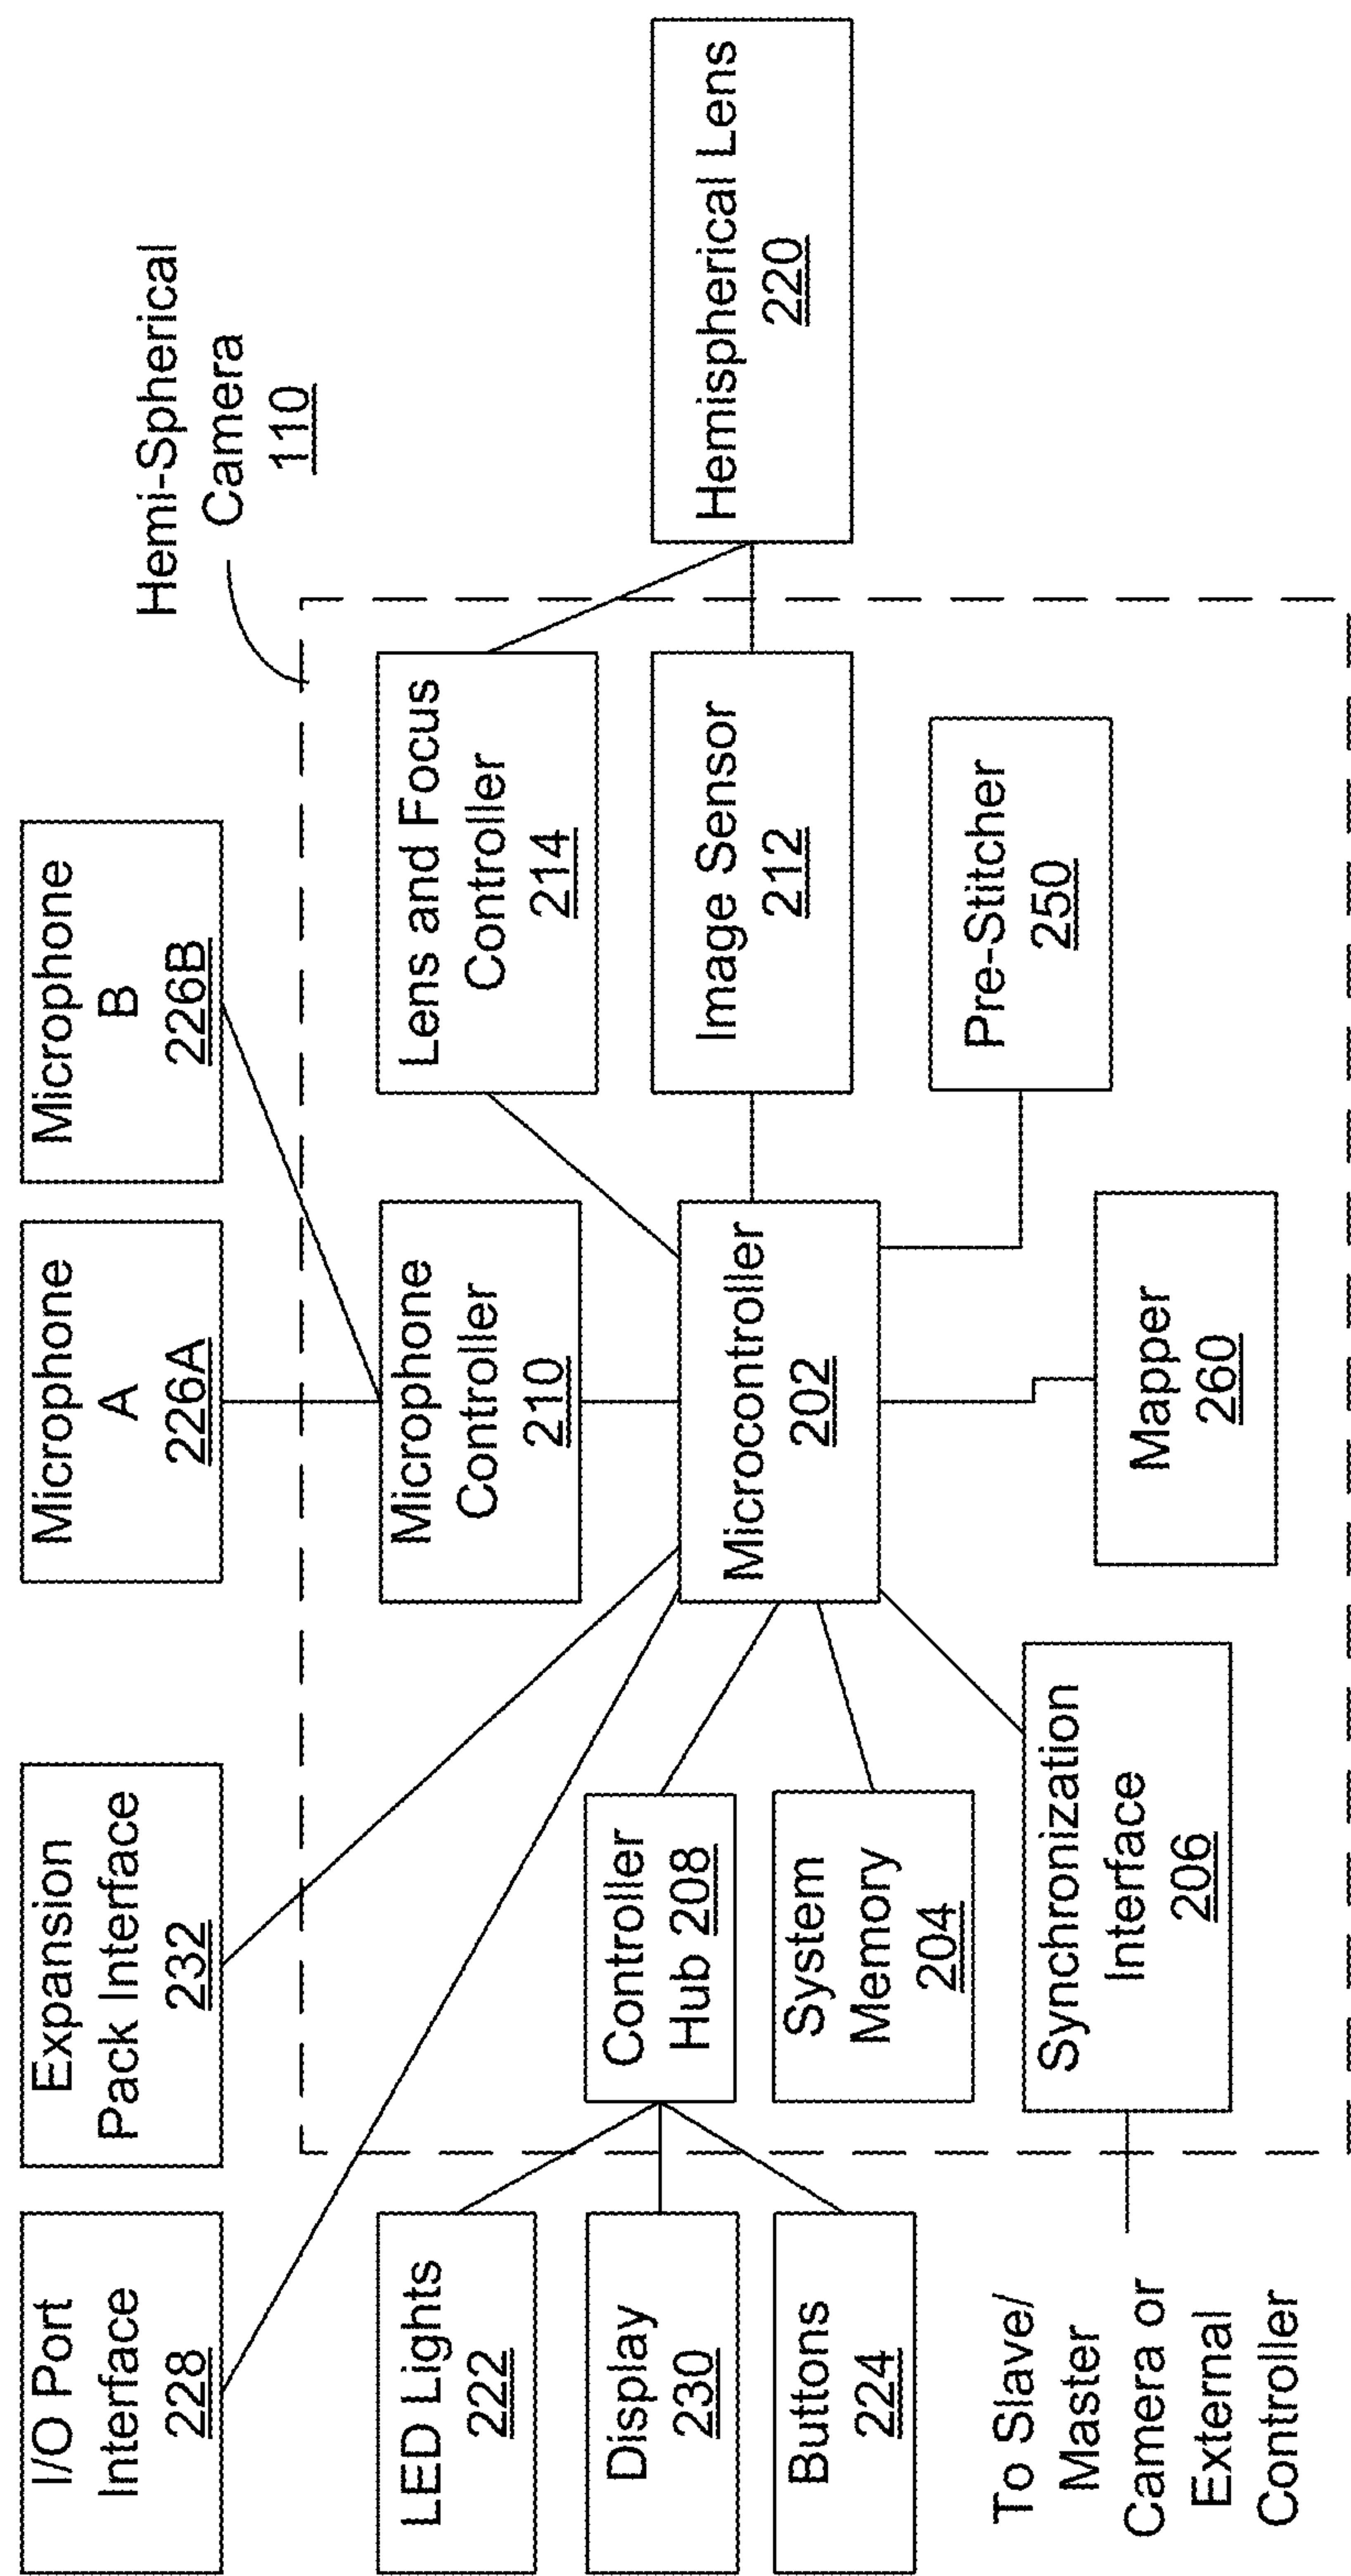 I/O Port
Interface
228
Expansion
Pack Interface
232
Microphone
A
226A
Microphone
B
226B
Hemi-Spherical
Camera
110
LED Lights
222
Display
230
Buttons
224
To Slave/
Master
Camera or
External
Controller
Controller
Hub 208
System
Memory
204
Synchronization
Interface
206
Microphone
Controller
210
Microcontroller
202
Mapper
260
Lens and Focus
Controller
214
Image Sensor
212
Pre-Stitcher
250
Hemispherical Lens
220